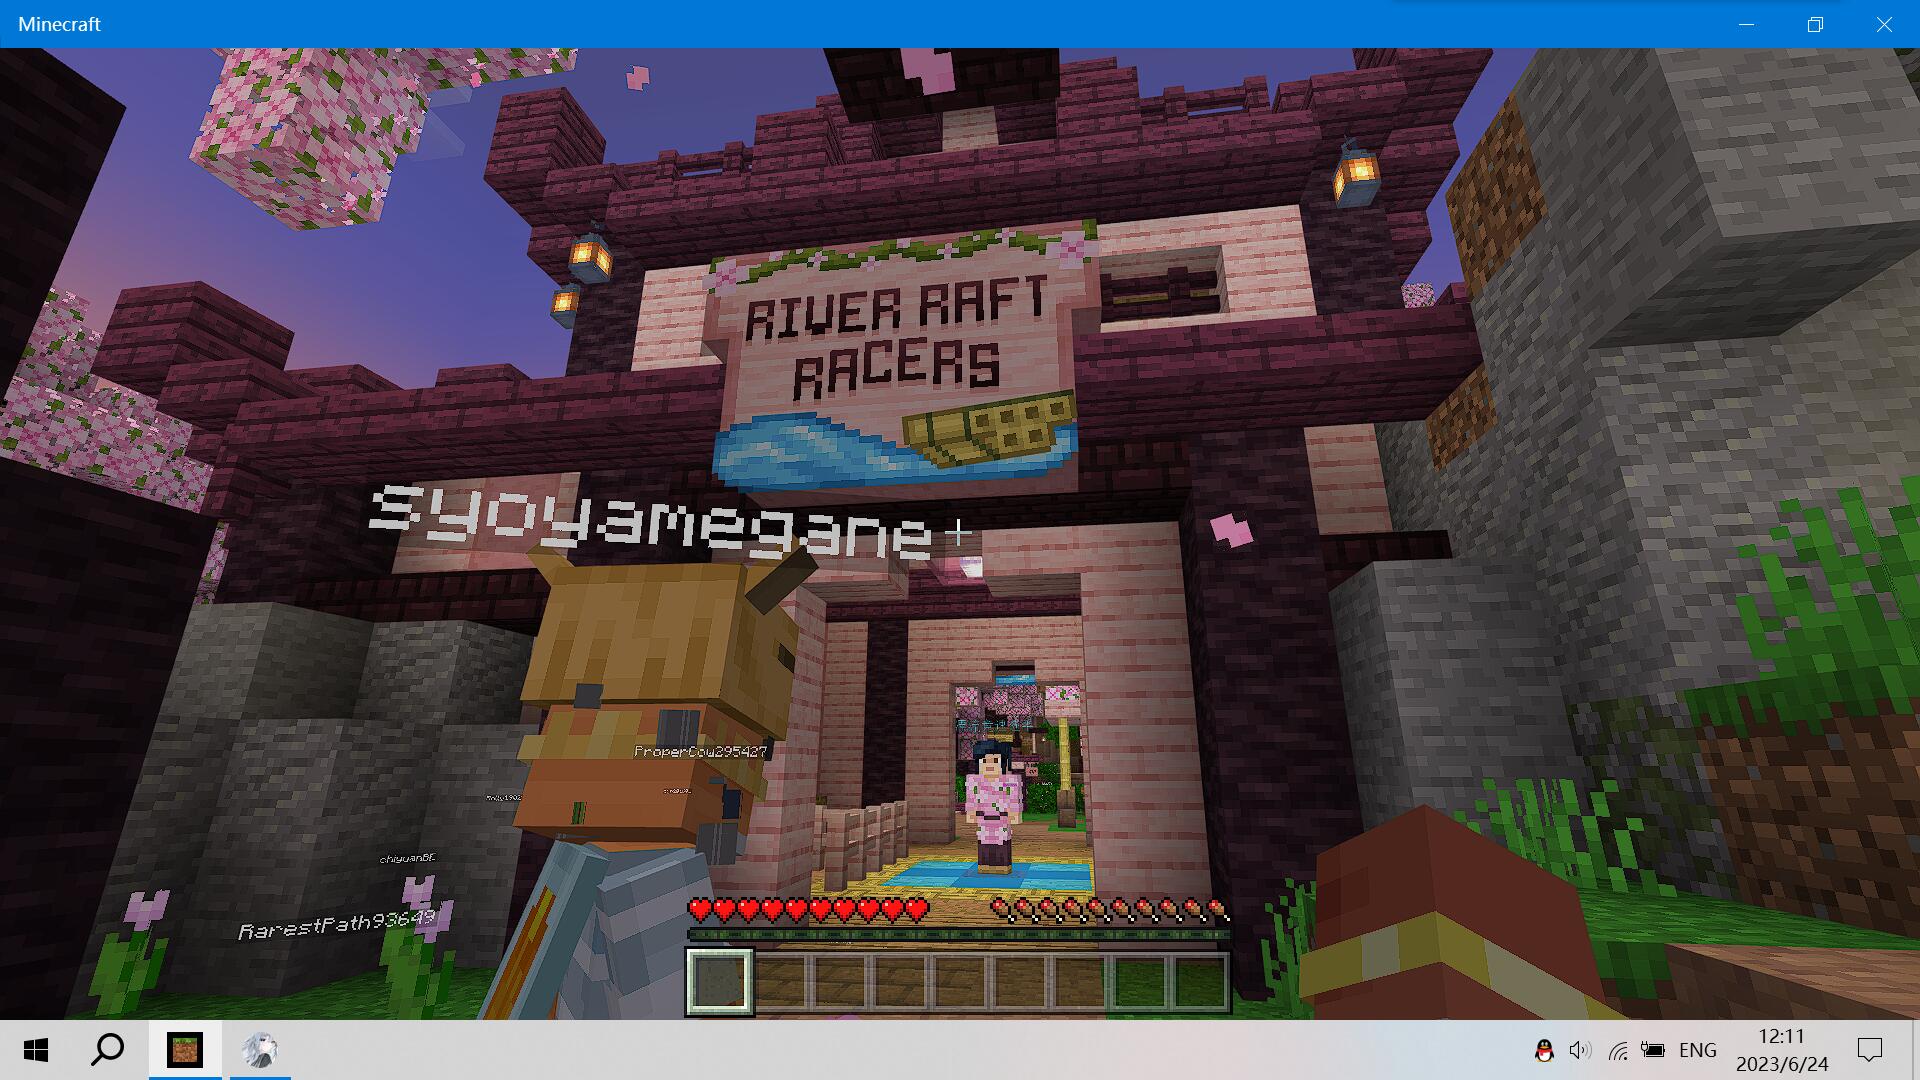 Minecraft
RIVER RAFT
RACERS
syoyamegane
ProperCow295427
chiyuanBE
RarestPath93649
ENG
12:11
2023/6/24